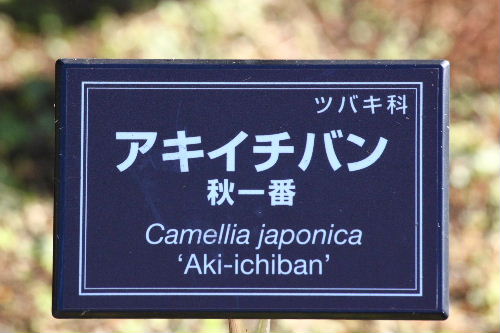 ツバキ科
アキイチバン
秋一番
Camellia japonica
‘Aki-ichiban’